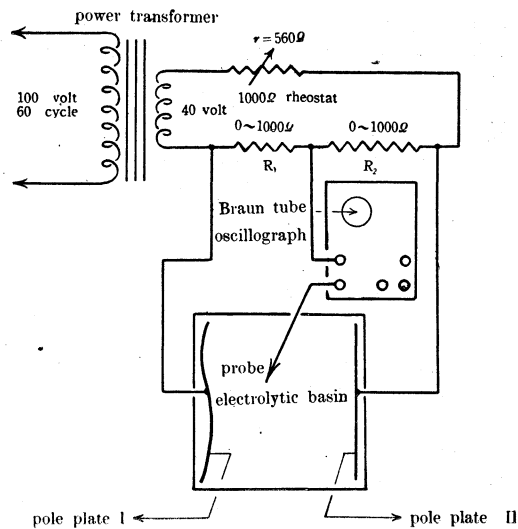 power transformer
r=560Ω
100 volt
60 cycle
40 volt
1000Ω rheostat
0~1000Ω
0~1000Ω
R₁
R₂
Braun tube
oscillograph
probe
electrolytic basin
pole plate I
pole plate II